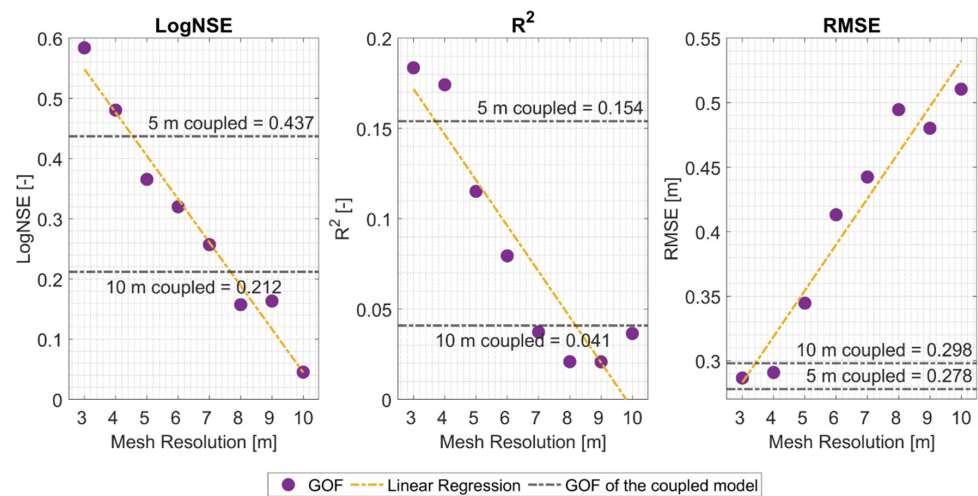 LogNSE
R²
RMSE
0.6
0.5
0.4
0.3
0.2
0.1
0
LogNSE [-]
5 m coupled = 0.437
10 m coupled = 0.212
3 4 5 6 7 8 9 10
Mesh Resolution [m]
0.2
0.15
0.1
0.05
0
R² [-]
5 m coupled = 0.154
10 m coupled = 0.041
3 4 5 6 7 8 9 10
Mesh Resolution [m]
0.55
0.5
0.45
0.4
0.35
0.3
RMSE [m]
10 m coupled = 0.298
5 m coupled = 0.278
3 4 5 6 7 8 9 10
Mesh Resolution [m]
GOF Linear Regression GOF of the coupled model